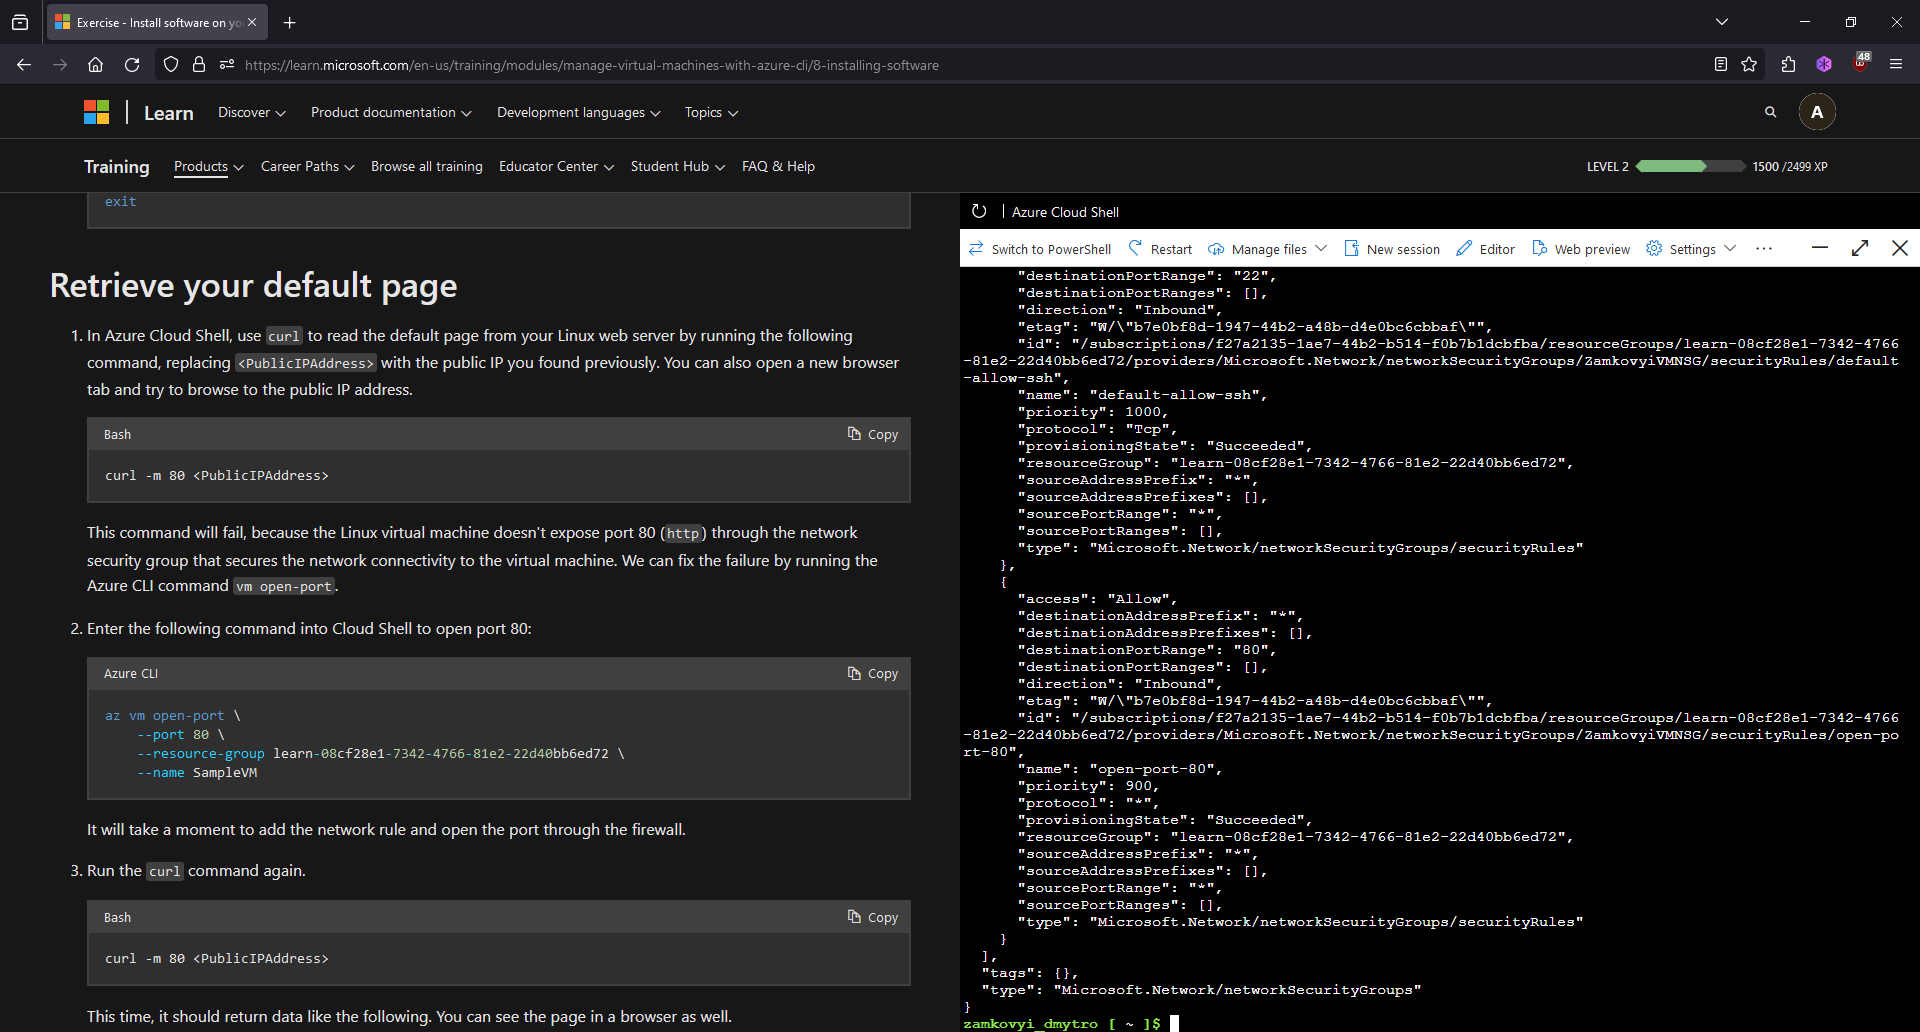 Exercise - Install software on yo
https://learn.microsoft.com/en-us/training/modules/manage-virtual-machines-with-azure-cli/8-installing-software
48
Learn
Discover
Product documentation
Development languages
Topics
A
Training
Products
Career Paths
Browse all training
Educator Center
Student Hub
FAQ & Help
LEVEL 2
1500 /2499 XP
exit
Retrieve your default page
1. In Azure Cloud Shell, use curl to read the default page from your Linux web server by running the following
command, replacing <PublicIPAddress> with the public IP you found previously. You can also open a new browser
tab and try to browse to the public IP address.
Bash
Copy
curl -m 80 <PublicIPAddress>
This command will fail, because the Linux virtual machine doesn't expose port 80 (http) through the network
security group that secures the network connectivity to the virtual machine. We can fix the failure by running the
Azure CLI command vm open-port.
2. Enter the following command into Cloud Shell to open port 80:
Azure CLI
Copy
az vm open-port \
--port 80 \
--resource-group learn-08cf28e1-7342-4766-81e2-22d40bb6ed72 \
--name SampleVM
It will take a moment to add the network rule and open the port through the firewall.
3. Run the curl command again.
Bash
Copy
curl -m 80 <PublicIPAddress>
This time, it should return data like the following. You can see the page in a browser as well.
Azure Cloud Shell
Switch to PowerShell
Restart
Manage files
New session
Editor
Web preview
Settings
"destinationPortRange": "22",
"destinationPortRanges": [],
"direction": "Inbound",
"etag": "W/\"b7e0bf8d-1947-44b2-a48b-d4e0bc6cbbaf\"",
"id": "/subscriptions/f27a2135-1ae7-44b2-b514-f0b7b1dcbfba/resourceGroups/learn-08cf28e1-7342-4766
-81e2-22d40bb6ed72/providers/Microsoft.Network/networkSecurityGroups/ZamkovyiVMNSG/securityRules/default
-allow-ssh",
"name": "default-allow-ssh",
"priority": 1000,
"protocol": "Tcp",
"provisioningState": "Succeeded",
"resourceGroup": "learn-08cf28e1-7342-4766-81e2-22d40bb6ed72",
"sourceAddressPrefix": "*",
"sourceAddressPrefixes": [],
"sourcePortRange": "*",
"sourcePortRanges": [],
"type": "Microsoft.Network/networkSecurityGroups/securityRules"
},
{
"access": "Allow",
"destinationAddressPrefix": "*",
"destinationAddressPrefixes": [],
"destinationPortRange": "80",
"destinationPortRanges": [],
"direction": "Inbound",
"etag": "W/\"b7e0bf8d-1947-44b2-a48b-d4e0bc6cbbaf\"",
"id": "/subscriptions/f27a2135-1ae7-44b2-b514-f0b7b1dcbfba/resourceGroups/learn-08cf28e1-7342-4766
-81e2-22d40bb6ed72/providers/Microsoft.Network/networkSecurityGroups/ZamkovyiVMNSG/securityRules/open-po
rt-80",
"name": "open-port-80",
"priority": 900,
"protocol": "*",
"provisioningState": "Succeeded",
"resourceGroup": "learn-08cf28e1-7342-4766-81e2-22d40bb6ed72",
"sourceAddressPrefix": "*",
"sourceAddressPrefixes": [],
"sourcePortRange": "*",
"sourcePortRanges": [],
"type": "Microsoft.Network/networkSecurityGroups/securityRules"
}
],
"tags": {},
"type": "Microsoft.Network/networkSecurityGroups"
}
zamkovyi_dmytro [ ~ ]$